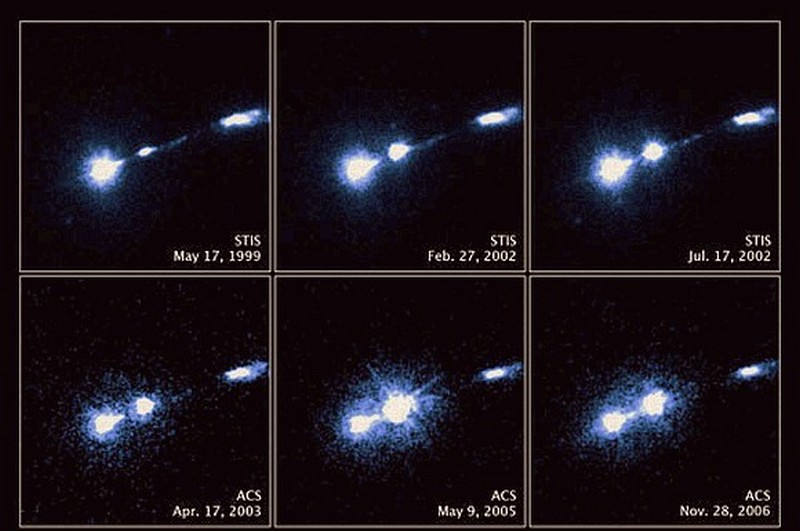 STIS
May 17, 1999
STIS
Feb. 27, 2002
STIS
Jul. 17, 2002
ACS
Apr. 17, 2003
ACS
May 9, 2005
ACS
Nov. 28, 2006